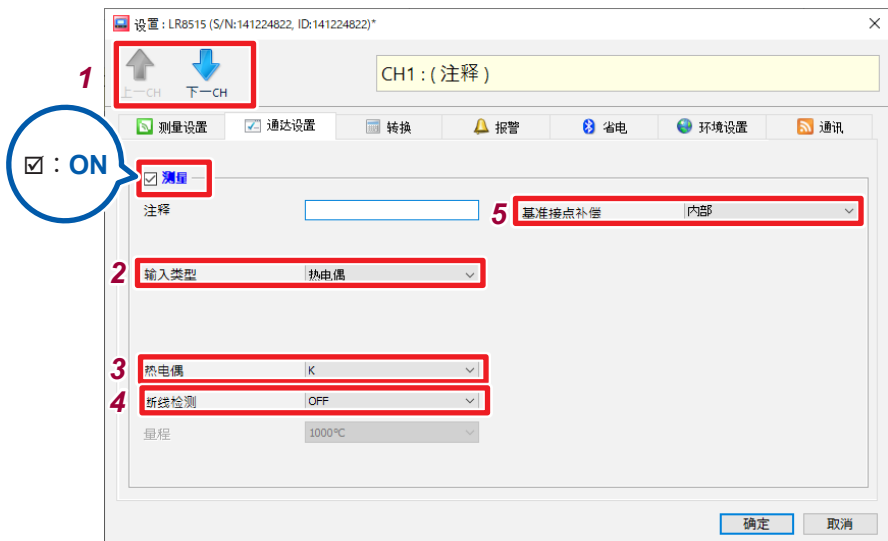 设置 : LR8515 (S/N:141224822, ID:141224822)*
1
上一CH 下一CH
CH1 : ( 注释 )
测量设置 通达设置 转换 报警 省电 环境设置 通讯
☑ : ON
☑ 测量
注释
5 基准接点补偿 内部
2 输入类型 热电偶
3 热电偶 K
4 断线检测 OFF
量程 1000℃
确定 取消